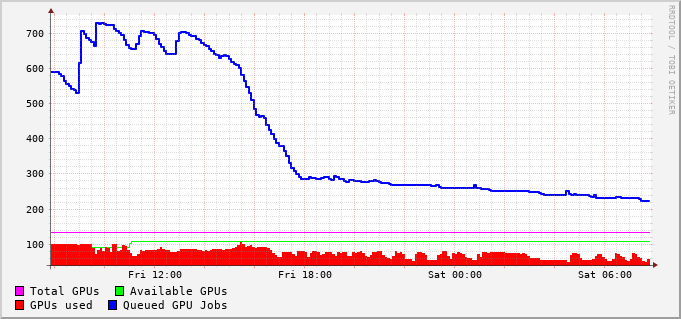 RRDTOOL / TOBI OETIKER
700
600
500
400
300
200
100
Fri 12:00 Fri 18:00 Sat 00:00 Sat 06:00
Total GPUs Available GPUs
GPUs used Queued GPU Jobs